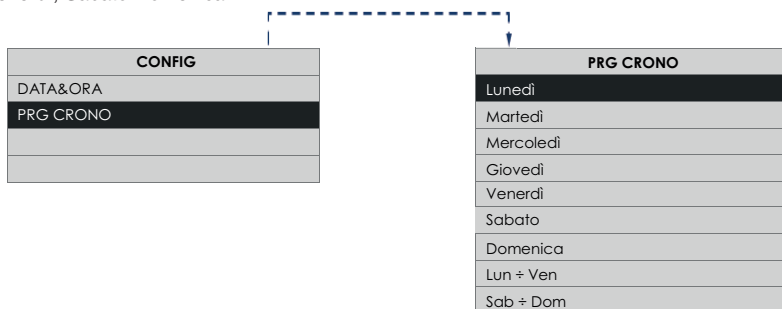 CONFIG
DATA&ORA
PRG CRONO
PRG CRONO
Lunedì
Martedì
Mercoledì
Giovedì
Venerdì
Sabato
Domenica
Lun ÷ Ven
Sab ÷ Dom